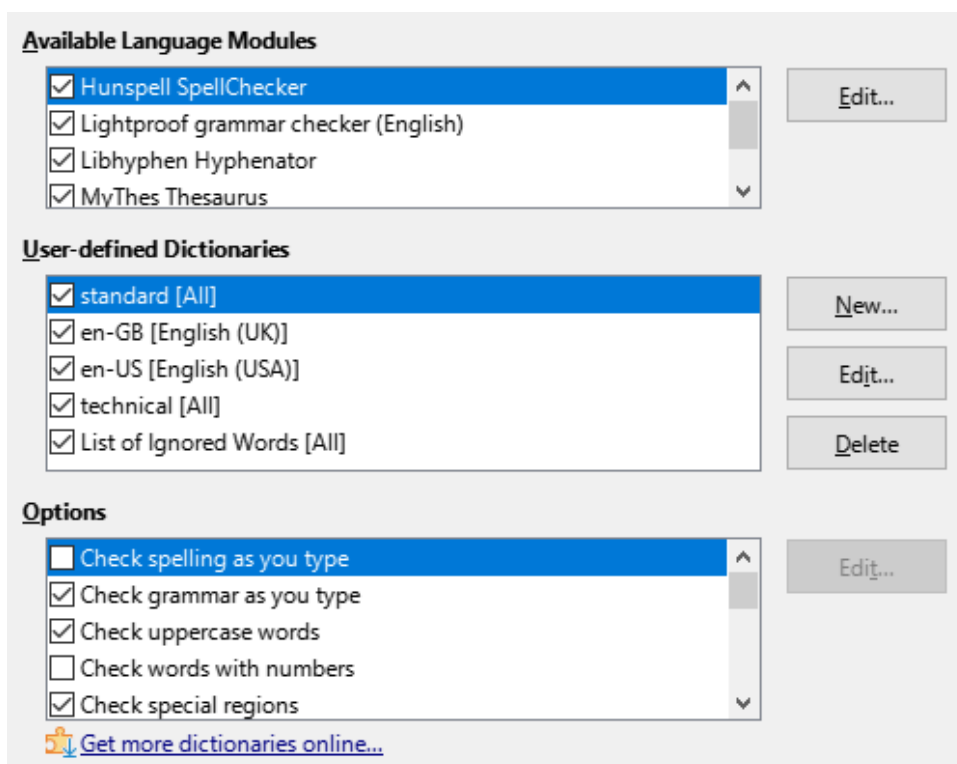 Available Language Modules
Hunspell SpellChecker
Edit...
Lightproof grammar checker (English)
Libhyphen Hyphenator
MyThes Thesaurus
User-defined Dictionaries
standard [All]
New...
en-GB [English (UK)]
en-US [English (USA)]
Edit...
technical [All]
List of Ignored Words [All]
Delete
Options
Check spelling as you type
Edit...
Check grammar as you type
Check uppercase words
Check words with numbers
Check special regions
Get more dictionaries online...